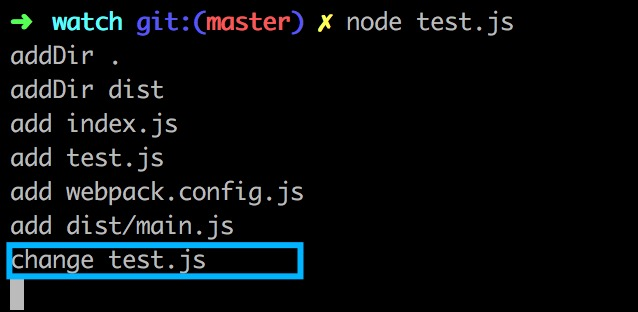 ➜ watch git:(master) ✗ node test.js
addDir .
addDir dist
add index.js
add test.js
add webpack.config.js
add dist/main.js
change test.js